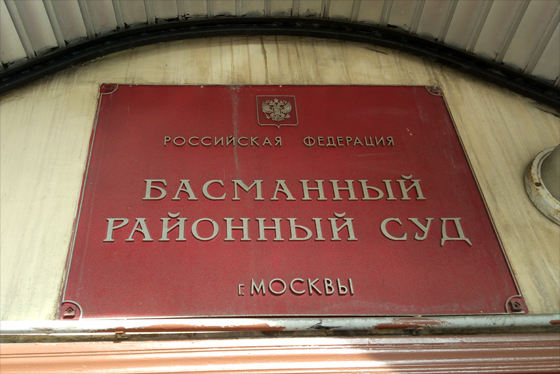 РОССИЙСКАЯ ФЕДЕРАЦИЯ
БАСМАННЫЙ
РАЙОННЫЙ СУД
г. МОСКВЫ